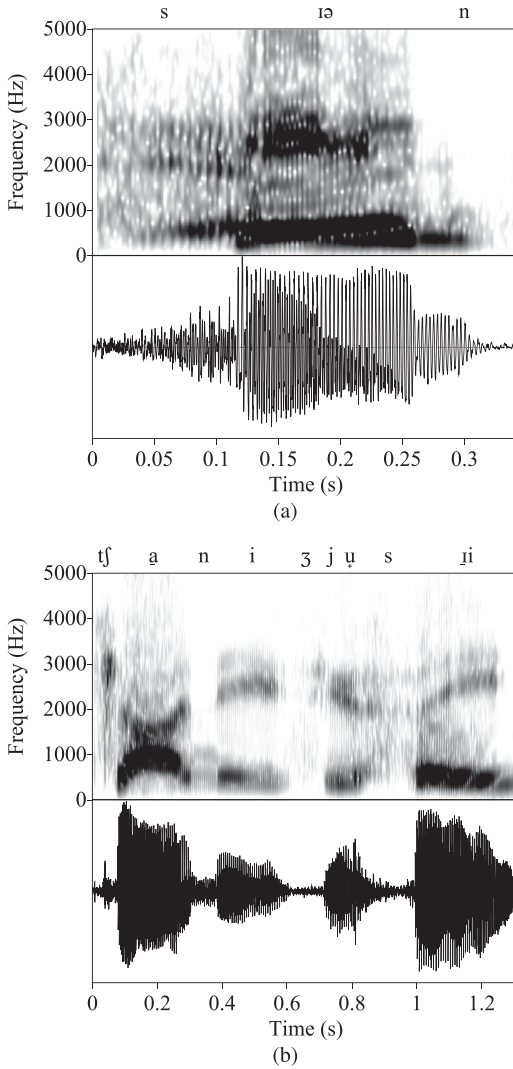 s ɪə n
5000
4000
3000
2000
1000
0
Frequency (Hz)
0 0.05 0.1 0.15 0.2 0.25 0.3
Time (s)
(a)
tʃ a̠ n i ʒ j u̟ s ɹ̠i
5000
4000
3000
2000
1000
0
Frequency (Hz)
0 0.2 0.4 0.6 0.8 1 1.2
Time (s)
(b)